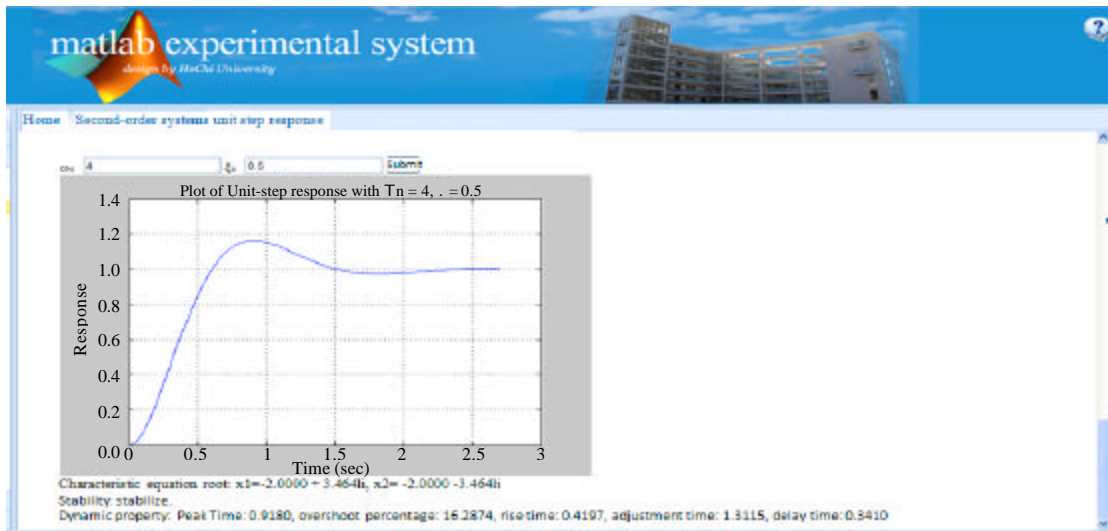 matlab experimental system
design by HeChi University
?
Home Second-order systems unit step response
4 0.5 Submit
Plot of Unit-step response with Tn = 4, . = 0.5
1.4
1.2
1.0
0.8
0.6
0.4
0.2
0.0
Response
0 0.5 1 1.5 2 2.5 3
Time (sec)
Characteristic equation root: x1=-2.0000 + 3.464li, x2= -2.0000 -3.464li
Stability: stabilize.
Dynamic property: Peak Time: 0.9180, overshoot percentage: 16.2874, rise time: 0.4197, adjustment time: 1.3115, delay time: 0.3410